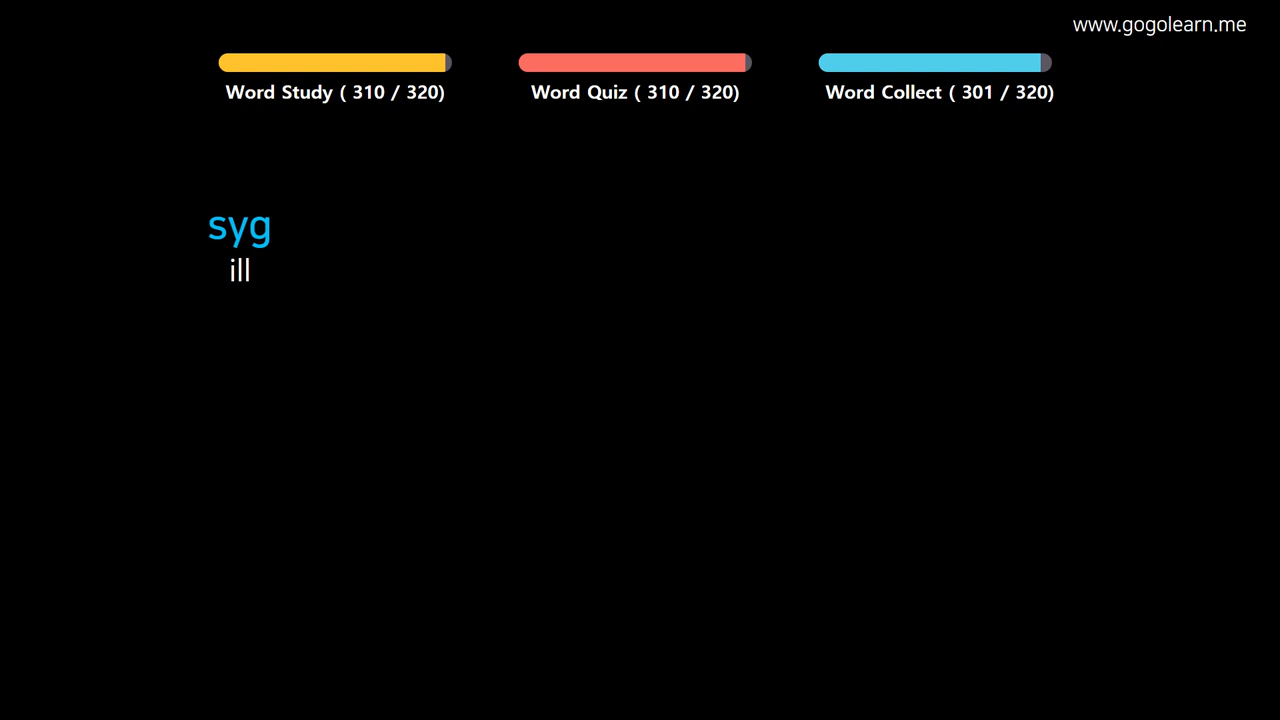 www.gogolearn.me
Word Study ( 310 / 320)
Word Quiz ( 310 / 320)
Word Collect ( 301 / 320)
syg
ill